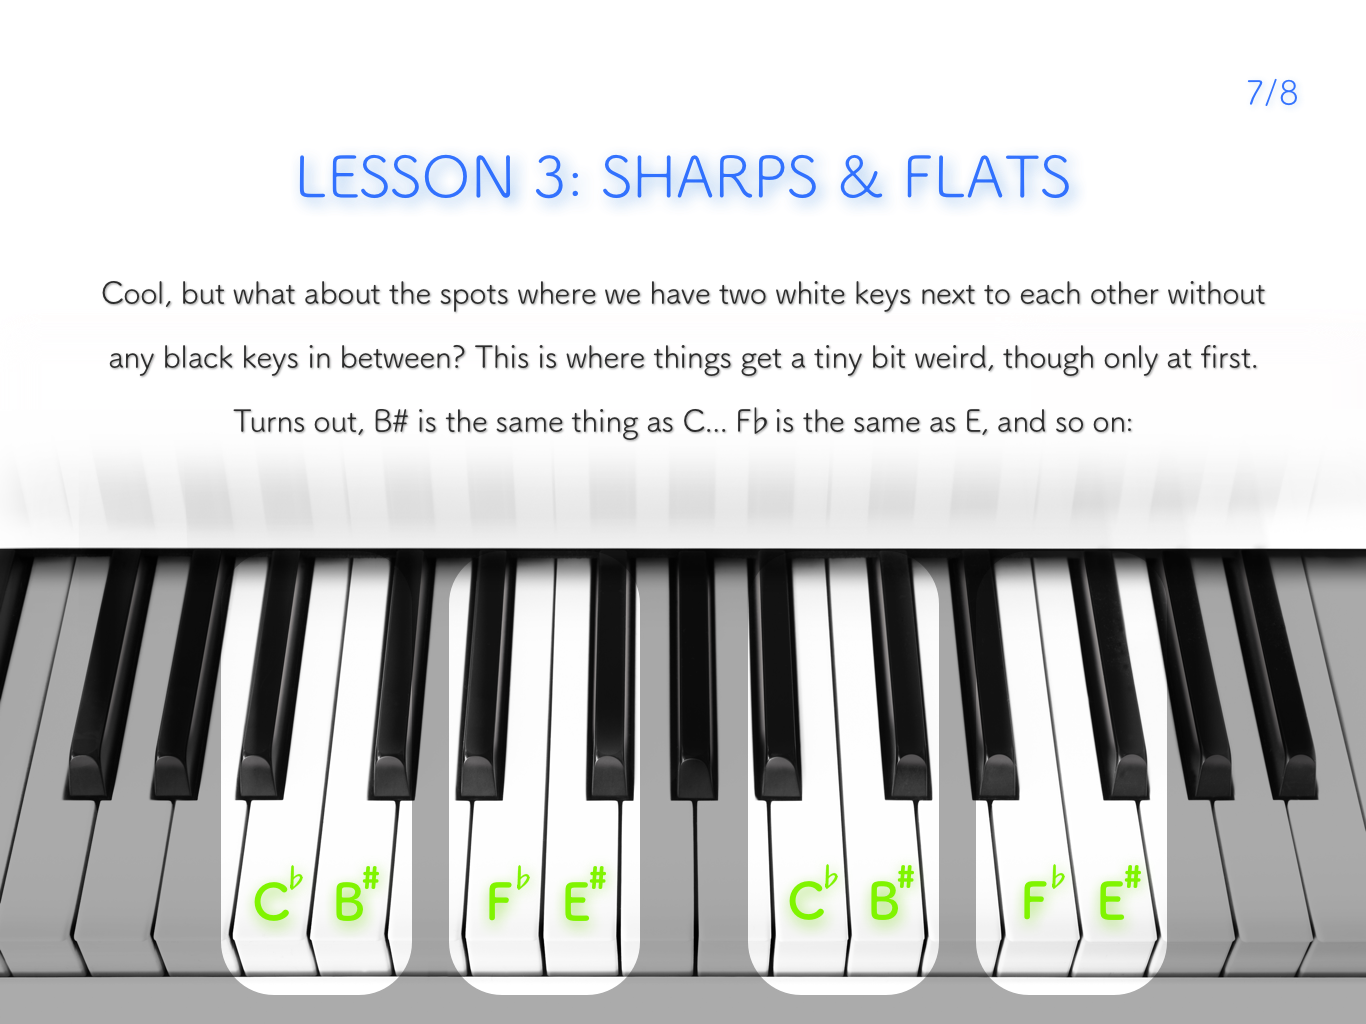 7/8
LESSON 3: SHARPS & FLATS
Cool, but what about the spots where we have two white keys next to each other without
any black keys in between? This is where things get a tiny bit weird, though only at first.
Turns out, B# is the same thing as C... F♭ is the same as E, and so on:
C♭ B# F♭ E# C♭ B# F♭ E#